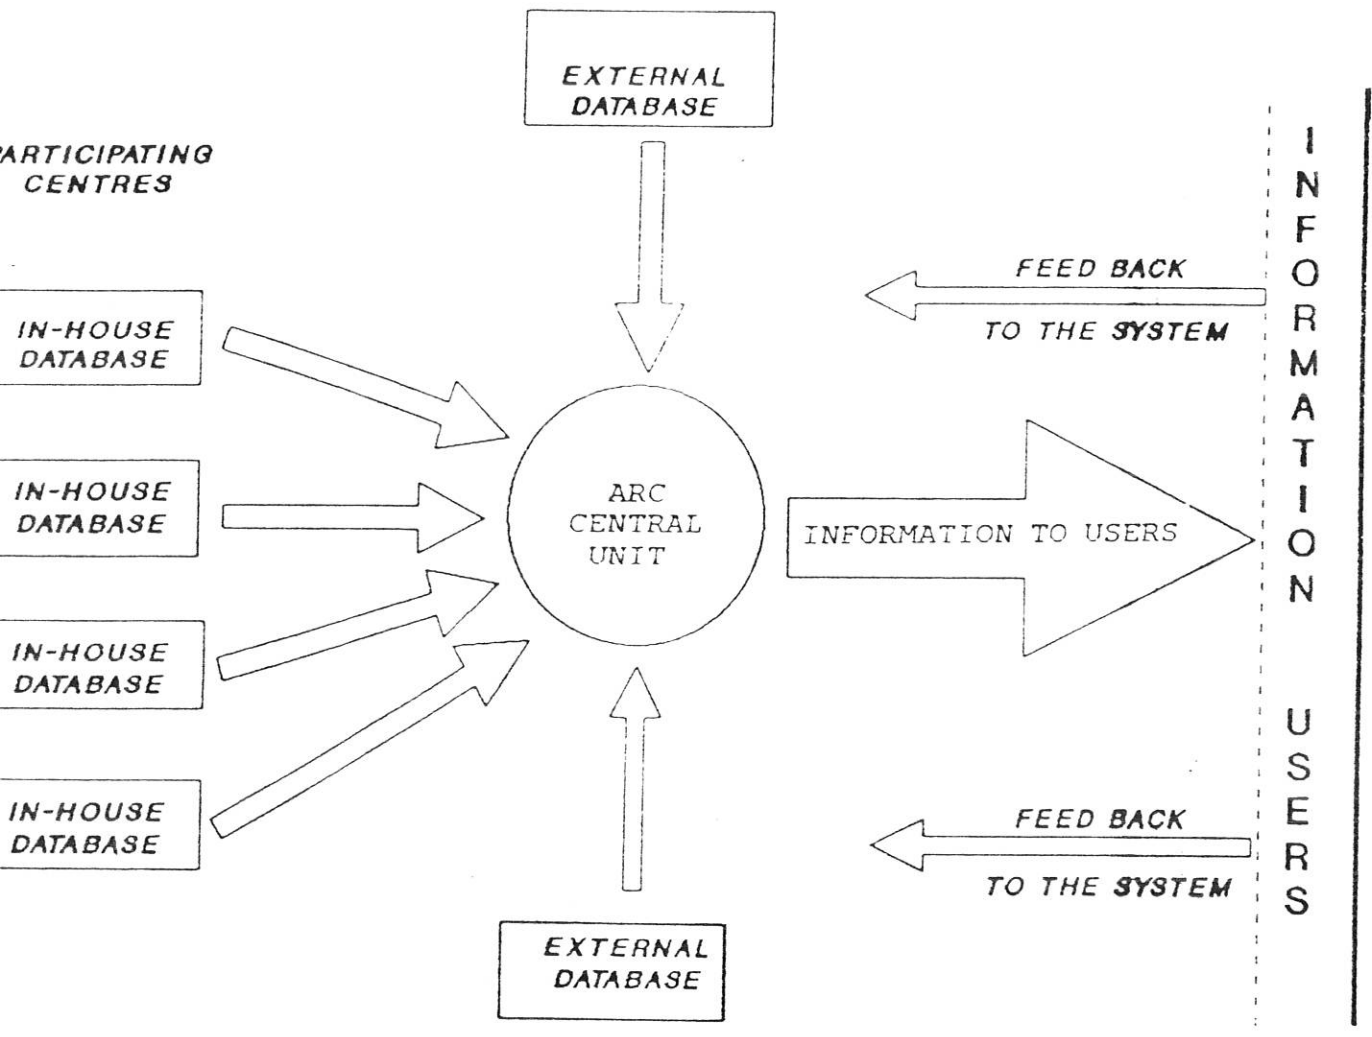 EXTERNAL
DATABASE
PARTICIPATING
CENTRES
IN-HOUSE
DATABASE
IN-HOUSE
DATABASE
IN-HOUSE
DATABASE
IN-HOUSE
DATABASE
ARC
CENTRAL
UNIT
EXTERNAL
DATABASE
INFORMATION TO USERS
FEED BACK
TO THE SYSTEM
FEED BACK
TO THE SYSTEM
INFORMATION USERS